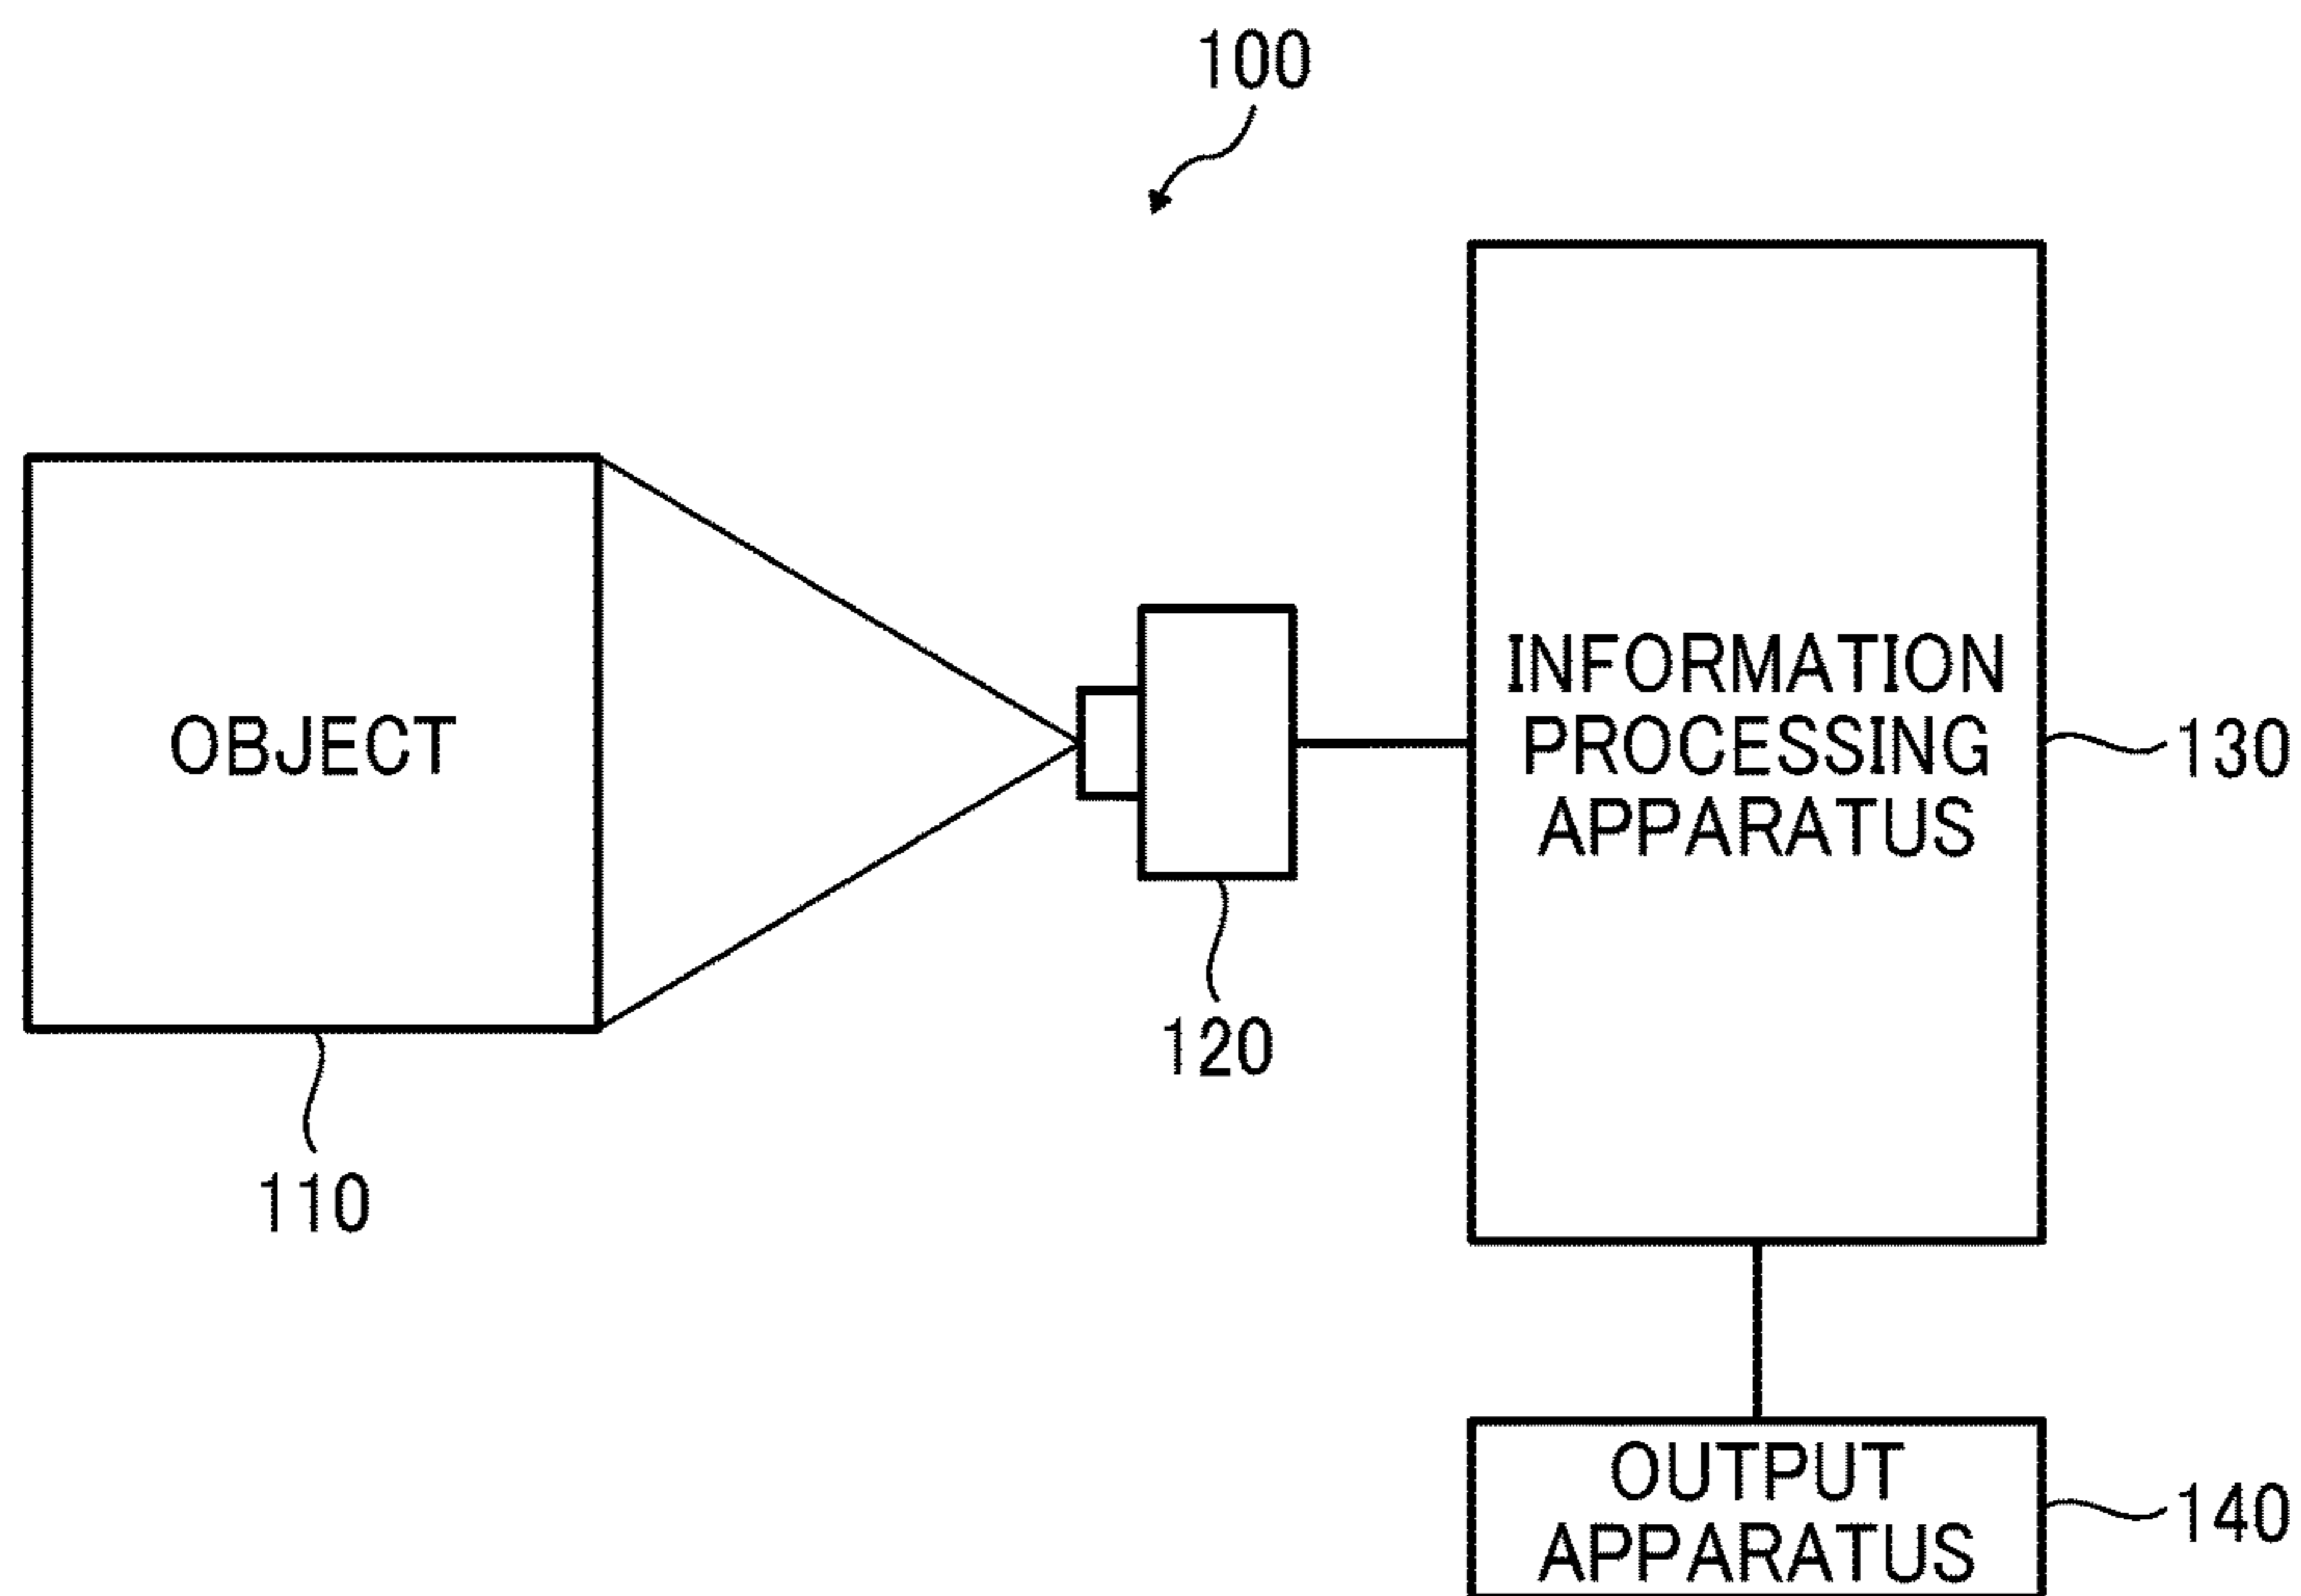 100
OBJECT
INFORMATION
PROCESSING
APPARATUS
130
120
110
OUTPUT
APPARATUS
140